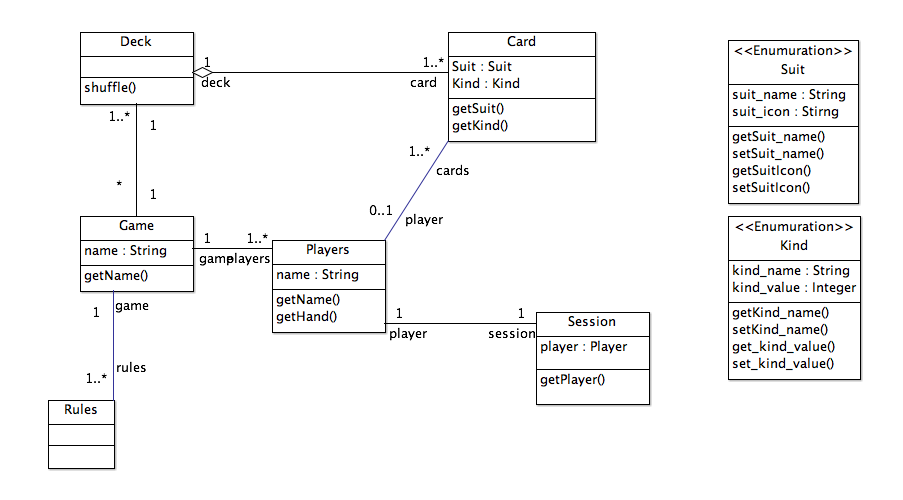 Deck
shuffle()
1
deck
1..*
card
Card
Suit : Suit
Kind : Kind
getSuit()
getKind()
<<Enumuration>>
Suit
suit_name : String
suit_icon : Stirng
getSuit_name()
setSuit_name()
getSuitIcon()
setSuitIcon()
1..*
1
*
1
1..*
cards
0..1
player
Game
name : String
getName()
1
game
1..*
players
Players
name : String
getName()
getHand()
<<Enumuration>>
Kind
kind_name : String
kind_value : Integer
getKind_name()
setKind_name()
get_kind_value()
set_kind_value()
game
1
1
player
1
session
Session
player : Player
getPlayer()
rules
1..*
Rules